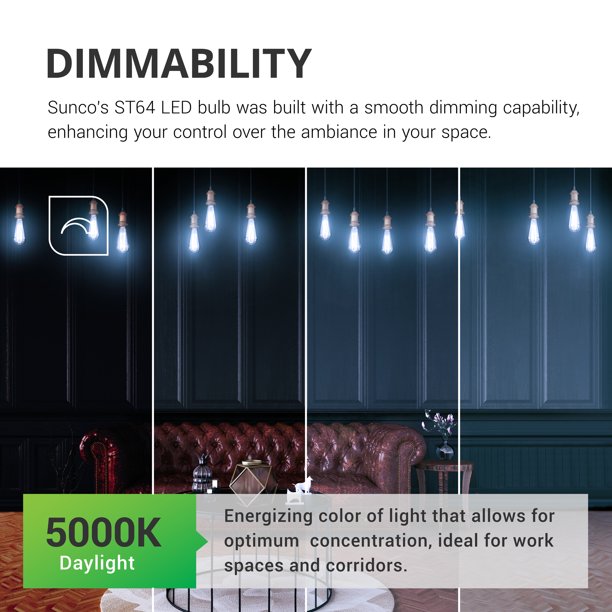 DIMMABILITY
Sunco's ST64 LED bulb was built with a smooth dimming capability,
enhancing your control over the ambiance in your space.
5000K
Daylight
Energizing color of light that allows for
optimum concentration, ideal for work
spaces and corridors.